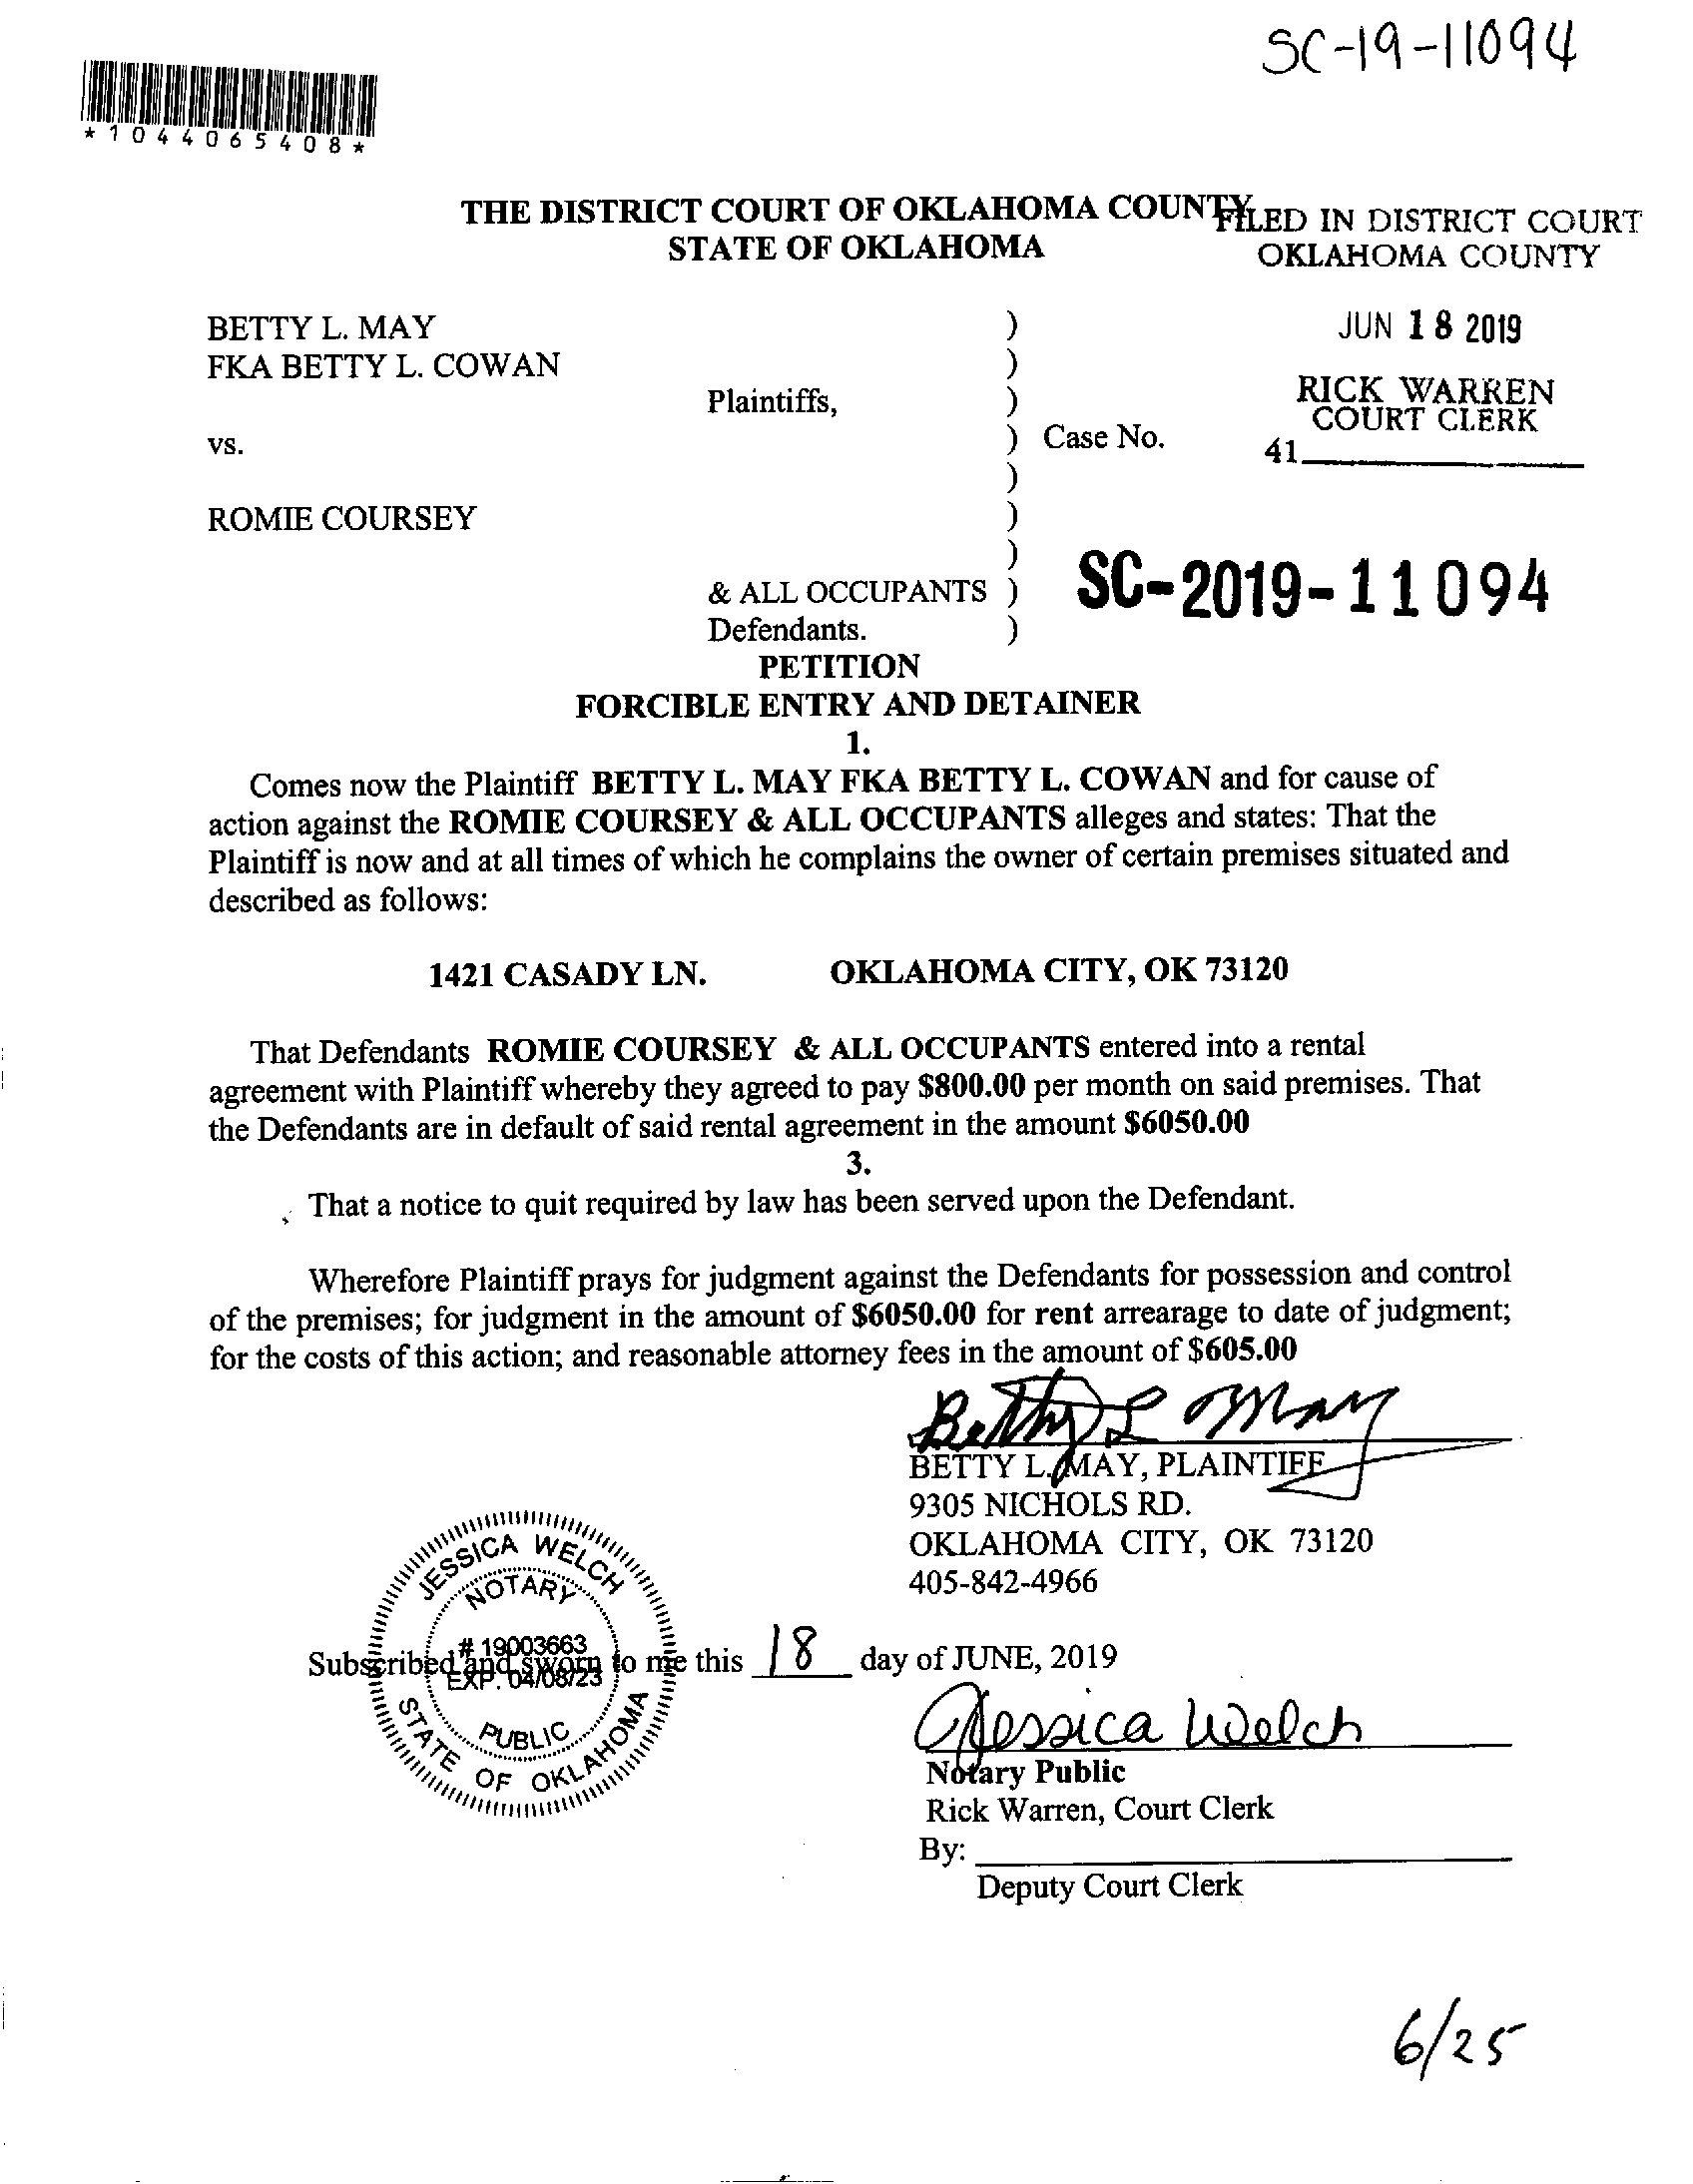 SC-19-11094
*1044065408*
THE DISTRICT COURT OF OKLAHOMA COUNTY
STATE OF OKLAHOMA
FILED IN DISTRICT COURT
OKLAHOMA COUNTY
JUN 18 2019
RICK WARREN
COURT CLERK
41
BETTY L. MAY )
FKA BETTY L. COWAN )
Plaintiffs, )
vs. ) Case No.
)
ROMIE COURSEY )
)
& ALL OCCUPANTS )
Defendants. )
SC-2019-11094
PETITION
FORCIBLE ENTRY AND DETAINER
1.
Comes now the Plaintiff BETTY L. MAY FKA BETTY L. COWAN and for cause of
action against the ROMIE COURSEY & ALL OCCUPANTS alleges and states: That the
Plaintiff is now and at all times of which he complains the owner of certain premises situated and
described as follows:
1421 CASADY LN. OKLAHOMA CITY, OK 73120
That Defendants ROMIE COURSEY & ALL OCCUPANTS entered into a rental
agreement with Plaintiff whereby they agreed to pay $800.00 per month on said premises. That
the Defendants are in default of said rental agreement in the amount $6050.00
3.
That a notice to quit required by law has been served upon the Defendant.
Wherefore Plaintiff prays for judgment against the Defendants for possession and control
of the premises; for judgment in the amount of $6050.00 for rent arrearage to date of judgment;
for the costs of this action; and reasonable attorney fees in the amount of $605.00
Betty L May
BETTY L. MAY, PLAINTIFF
9305 NICHOLS RD.
OKLAHOMA CITY, OK 73120
405-842-4966
JESSICA WELCH
NOTARY
# 19003663
EXP. 04/08/23
PUBLIC
STATE OF OKLAHOMA
Subscribed and sworn to me this 18 day of JUNE, 2019
Jessica Welch
Notary Public
Rick Warren, Court Clerk
By:
Deputy Court Clerk
6/25